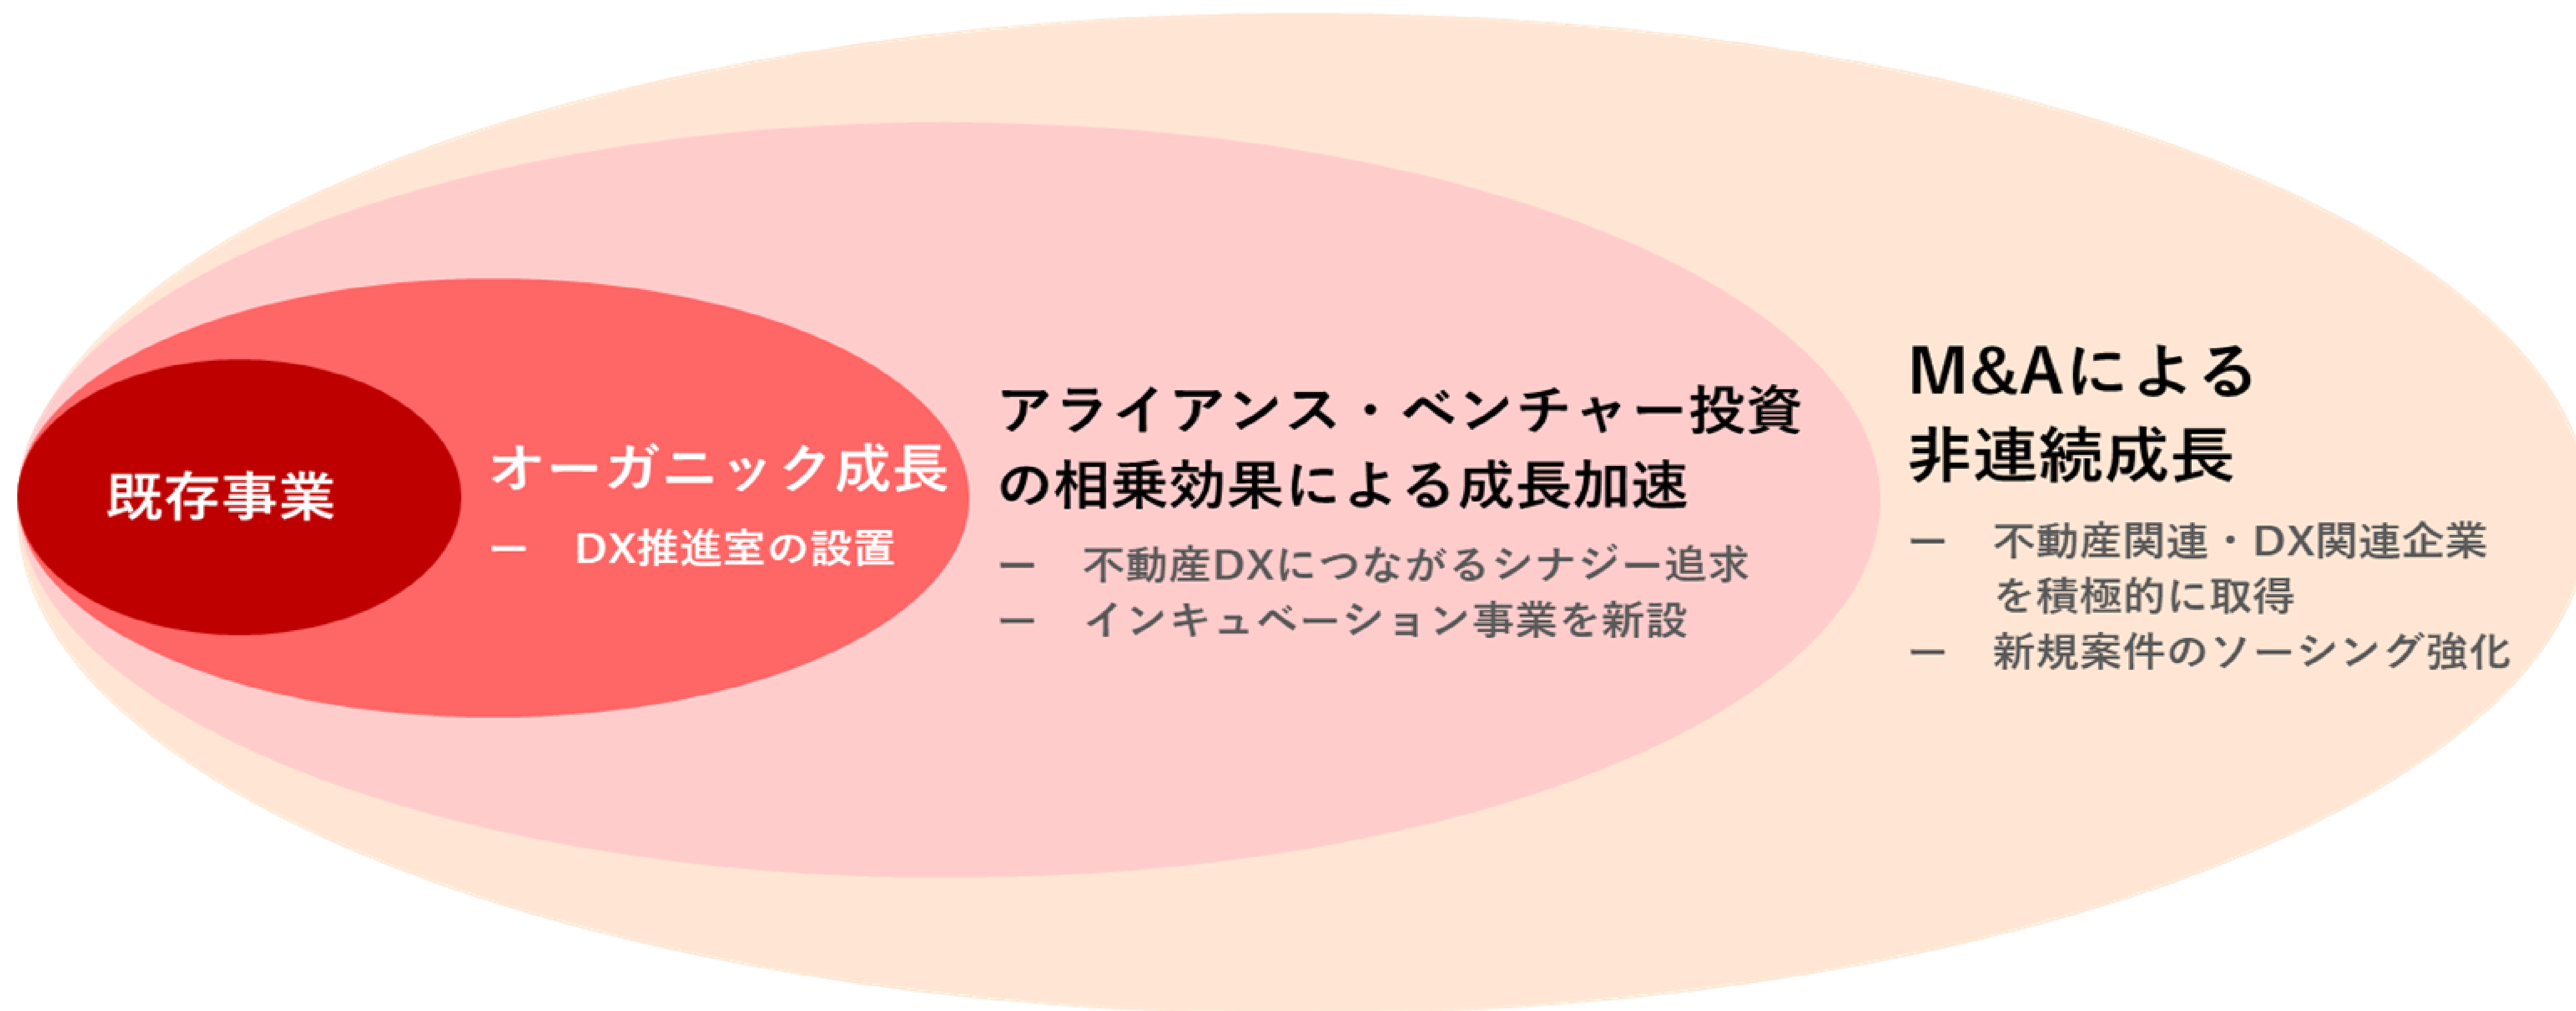 既存事業
オーガニック成長
― DX推進室の設置
アライアンス・ベンチャー投資
の相乗効果による成長加速
― 不動産DXにつながるシナジー追求
― インキュベーション事業を新設
M&Aによる
非連続成長
― 不動産関連・DX関連企業
を積極的に取得
― 新規案件のソーシング強化